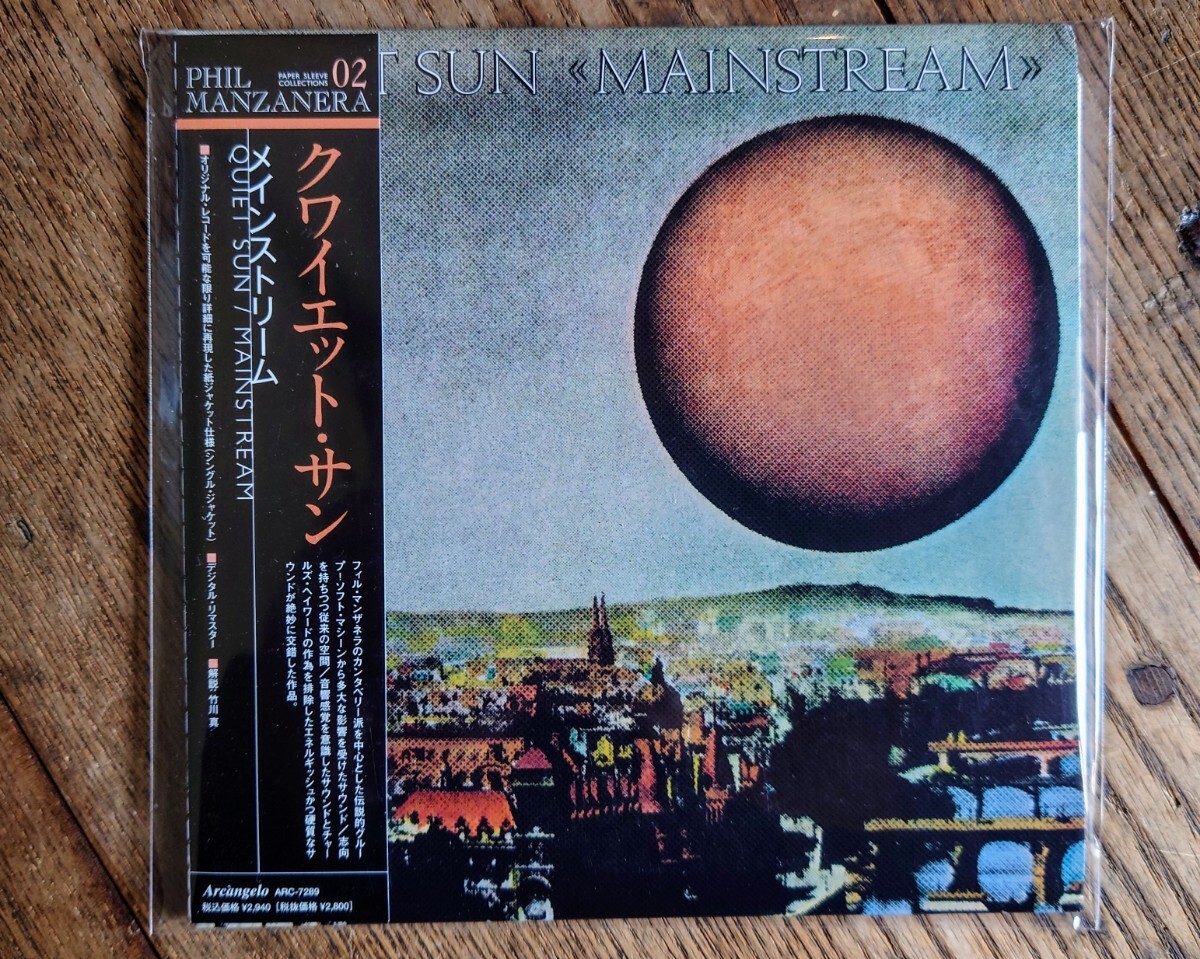 PHIL
MANZANERA
PAPER SLEEVE
COLLECTIONS
02
T SUN «MAINSTREAM»
クワイエット・サン
メインストリーム
QUIET SUN / MAINSTREAM
■オリジナル・レコードを可能な限り詳細に再現した紙ジャケット仕様(シングル・ジャケット)
■デジタル・リマスター
■解説:竹川 真
フィル・マンザネラのカンタベリー派を中心とした伝説的グルー
プ!ソフト・マシーンから多大な影響を受けたサウンド/志向
を持ちつつ従来の空間/音響感覚を意識したサウンドとチャー
ルズ・ヘイワードの作為を排除したエネルギッシュかつ硬質なサ
ウンドが絶妙に交錯した作品。
Arcàngelo ARC-7289
税込価格 ¥2,940 [税抜価格 ¥2,800]